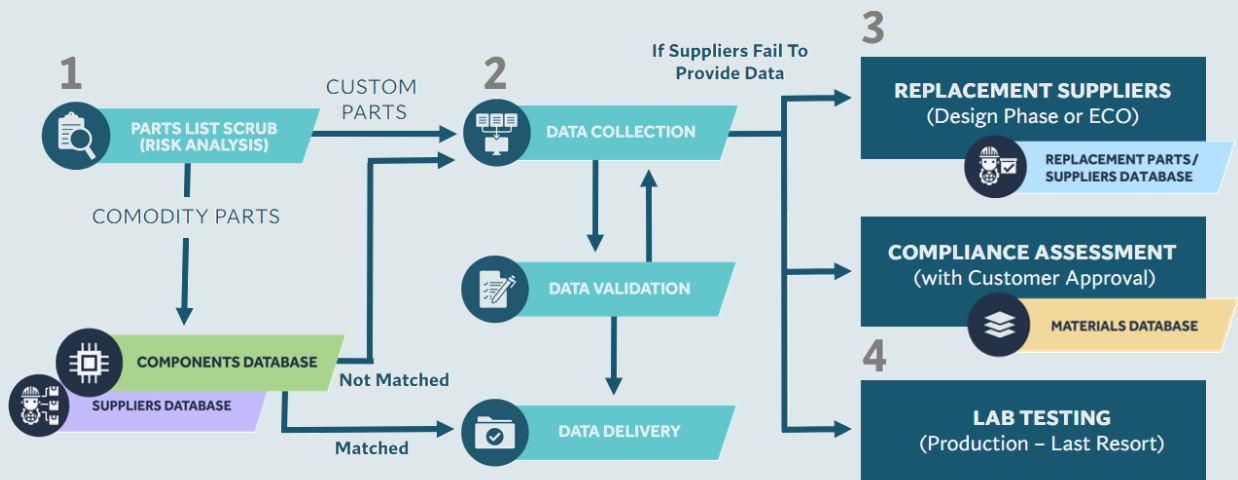 1
PARTS LIST SCRUB
(RISK ANALYSIS)
CUSTOM
PARTS
COMODITY PARTS
COMPONENTS DATABASE
SUPPLIERS DATABASE
Not Matched
Matched
2
DATA COLLECTION
DATA VALIDATION
DATA DELIVERY
If Suppliers Fail To
Provide Data
3
REPLACEMENT SUPPLIERS
(Design Phase or ECO)
REPLACEMENT PARTS/
SUPPLIERS DATABASE
COMPLIANCE ASSESSMENT
(with Customer Approval)
MATERIALS DATABASE
4
LAB TESTING
(Production – Last Resort)